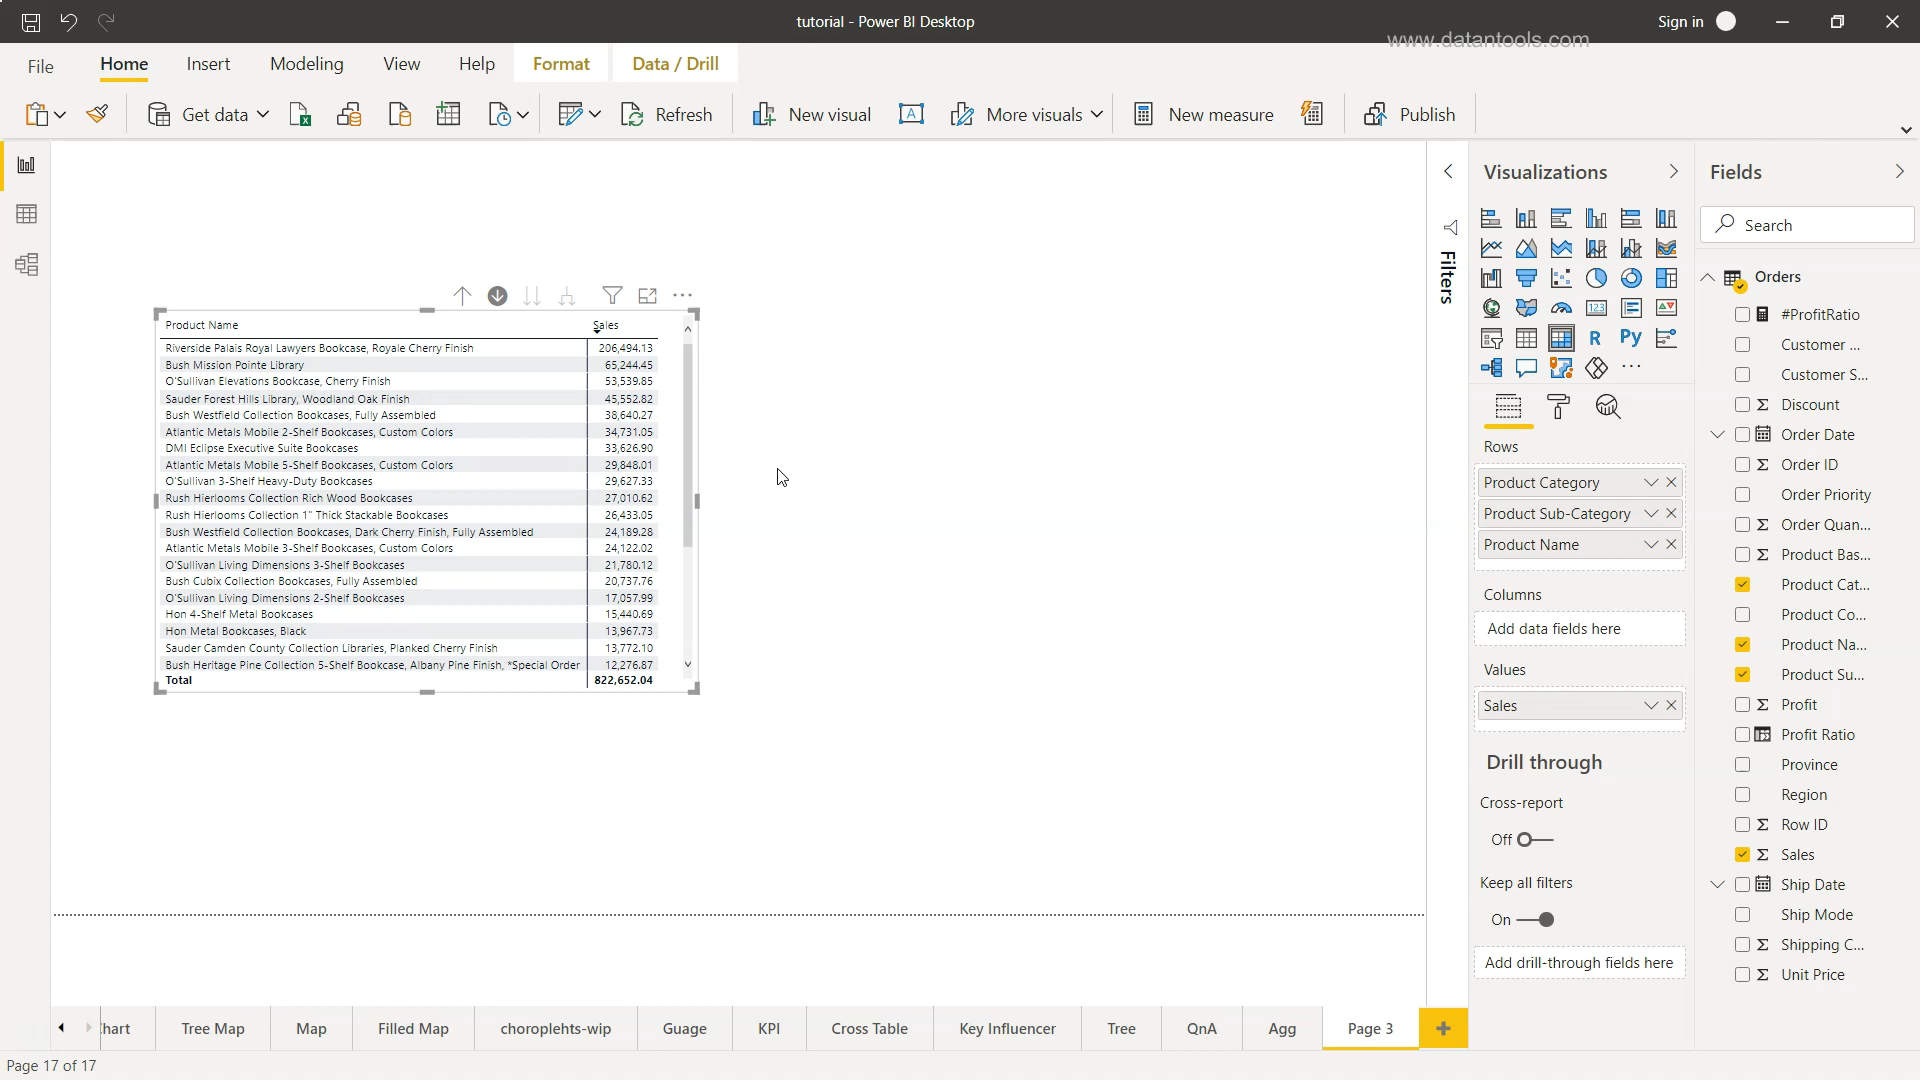 tutorial - Power BI Desktop
Sign in
www.datantools.com
File
Home
Insert
Modeling
View
Help
Format
Data / Drill
Get data
Refresh
New visual
More visuals
New measure
Publish
Product Name Sales
Riverside Palais Royal Lawyers Bookcase, Royale Cherry Finish 206,494.13
Bush Mission Pointe Library 65,244.45
O'Sullivan Elevations Bookcase, Cherry Finish 53,539.85
Sauder Forest Hills Library, Woodland Oak Finish 45,552.82
Bush Westfield Collection Bookcases, Fully Assembled 38,640.27
Atlantic Metals Mobile 2-Shelf Bookcases, Custom Colors 34,731.05
DMI Eclipse Executive Suite Bookcases 33,626.90
Atlantic Metals Mobile 5-Shelf Bookcases, Custom Colors 29,848.01
O'Sullivan 3-Shelf Heavy-Duty Bookcases 29,627.33
Rush Hierlooms Collection Rich Wood Bookcases 27,010.62
Rush Hierlooms Collection 1" Thick Stackable Bookcases 26,433.05
Bush Westfield Collection Bookcases, Dark Cherry Finish, Fully Assembled 24,189.28
Atlantic Metals Mobile 3-Shelf Bookcases, Custom Colors 24,122.02
O'Sullivan Living Dimensions 3-Shelf Bookcases 21,780.12
Bush Cubix Collection Bookcases, Fully Assembled 20,737.76
O'Sullivan Living Dimensions 2-Shelf Bookcases 17,057.99
Hon 4-Shelf Metal Bookcases 15,440.69
Hon Metal Bookcases, Black 13,967.73
Sauder Camden County Collection Libraries, Planked Cherry Finish 13,772.10
Bush Heritage Pine Collection 5-Shelf Bookcase, Albany Pine Finish, *Special Order 12,276.87
Total 822,652.04
Filters
Visualizations
123
R
Py
Rows
Product Category
Product Sub-Category
Product Name
Columns
Add data fields here
Values
Sales
Drill through
Cross-report
Off
Keep all filters
On
Add drill-through fields here
Fields
Search
Orders
#ProfitRatio
Customer ...
Customer S...
Discount
Order Date
Order ID
Order Priority
Order Quan...
Product Bas...
Product Cat...
Product Co...
Product Na...
Product Su...
Profit
Profit Ratio
Province
Region
Row ID
Sales
Ship Date
Ship Mode
Shipping C...
Unit Price
hart
Tree Map
Map
Filled Map
choroplehts-wip
Guage
KPI
Cross Table
Key Influencer
Tree
QnA
Agg
Page 3
Page 17 of 17